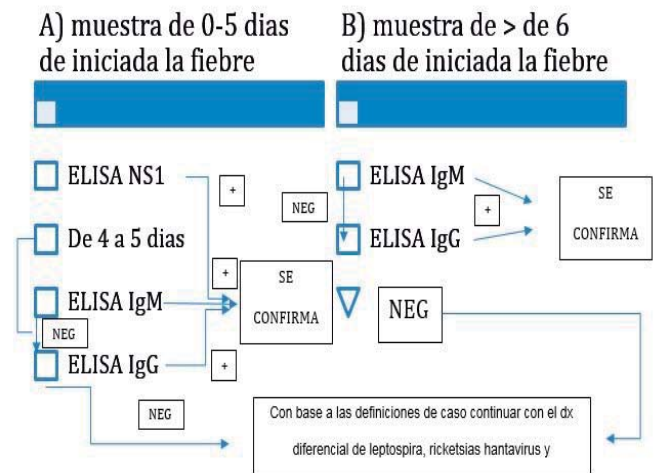 A) muestra de 0-5 dias
de iniciada la fiebre
B) muestra de > de 6
dias de iniciada la fiebre
ELISA NS1
+
De 4 a 5 dias
+
ELISA IgM
NEG
SE
CONFIRMA
ELISA IgG
+
NEG
ELISA IgM
NEG
+
ELISA IgG
SE
CONFIRMA
NEG
Con base a las definiciones de caso continuar con el dx
diferencial de leptospira, ricketsias hantavirus y